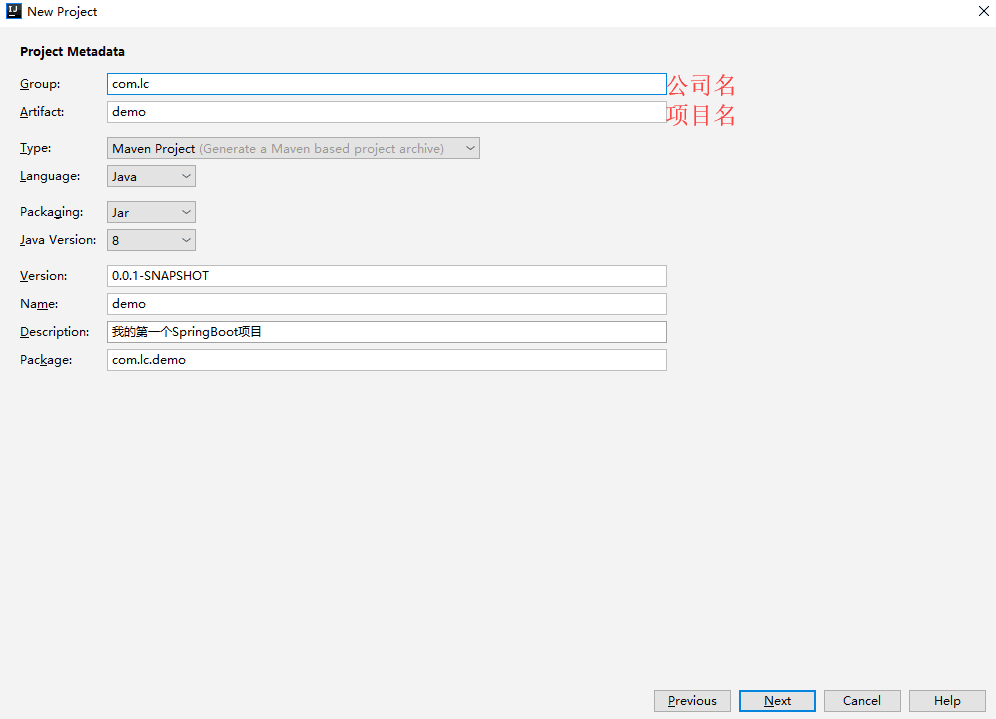 New Project
Project Metadata
Group: com.lc 公司名
Artifact: demo 项目名
Type: Maven Project (Generate a Maven based project archive)
Language: Java
Packaging: Jar
Java Version: 8
Version: 0.0.1-SNAPSHOT
Name: demo
Description: 我的第一个SpringBoot项目
Package: com.lc.demo
Previous Next Cancel Help